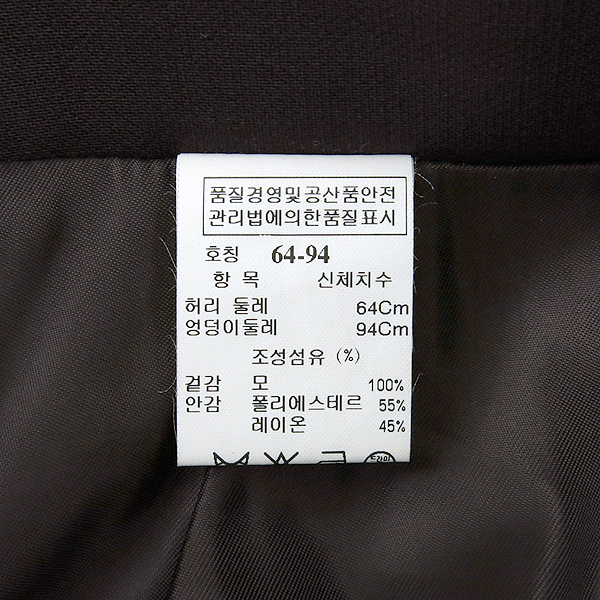 품질경영및공산품안전
관리법에의한품질표시
호칭 64-94
항 목 신체치수
허리 둘레 64Cm
엉덩이둘레 94Cm
조성섬유 (%)
겉감 모 100%
안감 폴리에스테르 55%
레이온 45%
드라이